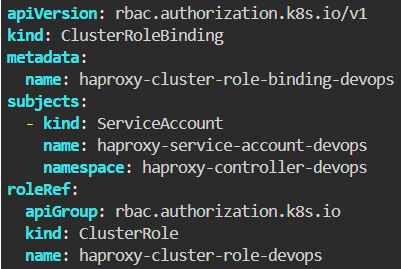 apiVersion: rbac.authorization.k8s.io/v1
kind: ClusterRoleBinding
metadata:
  name: haproxy-cluster-role-binding-devops
subjects:
  - kind: ServiceAccount
    name: haproxy-service-account-devops
    namespace: haproxy-controller-devops
roleRef:
  apiGroup: rbac.authorization.k8s.io
  kind: ClusterRole
  name: haproxy-cluster-role-devops